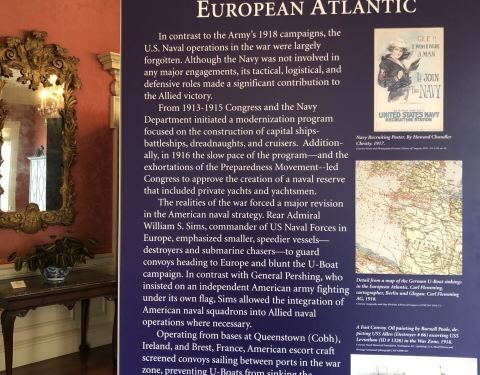 EUROPEAN ATLANTIC
In contrast to the Army's 1918 campaigns, the
U.S. Naval operations in the war were largely
forgotten. Although the Navy was not involved in
any major engagements, its tactical, logistical, and
defensive roles made a significant contribution to
the Allied victory.
From 1913-1915 Congress and the Navy
Department initiated a modernization program
focused on the construction of capital ships-
battleships, dreadnaughts, and cruisers. Addition-
ally, in 1916 the slow pace of the program—and the
exhortations of the Preparedness Movement--led
Congress to approve the creation of a naval reserve
that included private yachts and yachtsmen.
The realities of the war forced a major revision
in the American naval strategy. Rear Admiral
William S. Sims, commander of US Naval Forces in
Europe, emphasized smaller, speedier vessels—
destroyers and submarine chasers—to guard
convoys heading to Europe and blunt the U-Boat
campaign. In contrast with General Pershing, who
insisted on an independent American army fighting
under its own flag, Sims allowed the integration of
American naval squadrons into Allied naval
operations where necessary.
Operating from bases at Queenstown (Cobh),
Ireland, and Brest, France, American escort craft
screened convoys sailing between ports in the war
zone, preventing U-Boats from sinking the
GEE!!
I WISH I WERE
A MAN
I'D JOIN
The NAVY
UNITED STATES NAVY
RECRUITING STATION
Navy Recruiting Poster. By Howard Chandler
Christy. 1917.
Detail from a map of the German U-Boat sinkings
in the European Atlantic. Carl Flemming,
cartographer, Berlin and Glogau: Carl Flemming
AG, 1918.
A Fast Convoy. Oil painting by Burnell Poole, de-
picting USS Allen (Destroyer # 66) escorting USS
Leviathan (ID # 1326) in the War Zone, 1918.